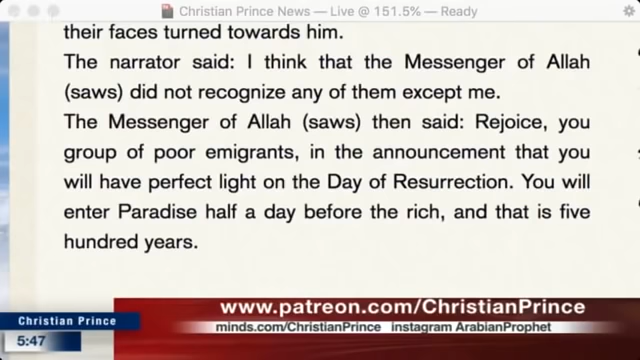 Christian Prince News — Live @ 151.5% — Ready
their faces turned towards him.
The narrator said: I think that the Messenger of Allah
(saws) did not recognize any of them except me.
The Messenger of Allah (saws) then said: Rejoice, you
group of poor emigrants, in the announcement that you
will have perfect light on the Day of Resurrection. You will
enter Paradise half a day before the rich, and that is five
hundred years.
www.patreon.com/ChristianPrince
Christian Prince
minds.com/ChristianPrince instagram ArabianProphet
5:47